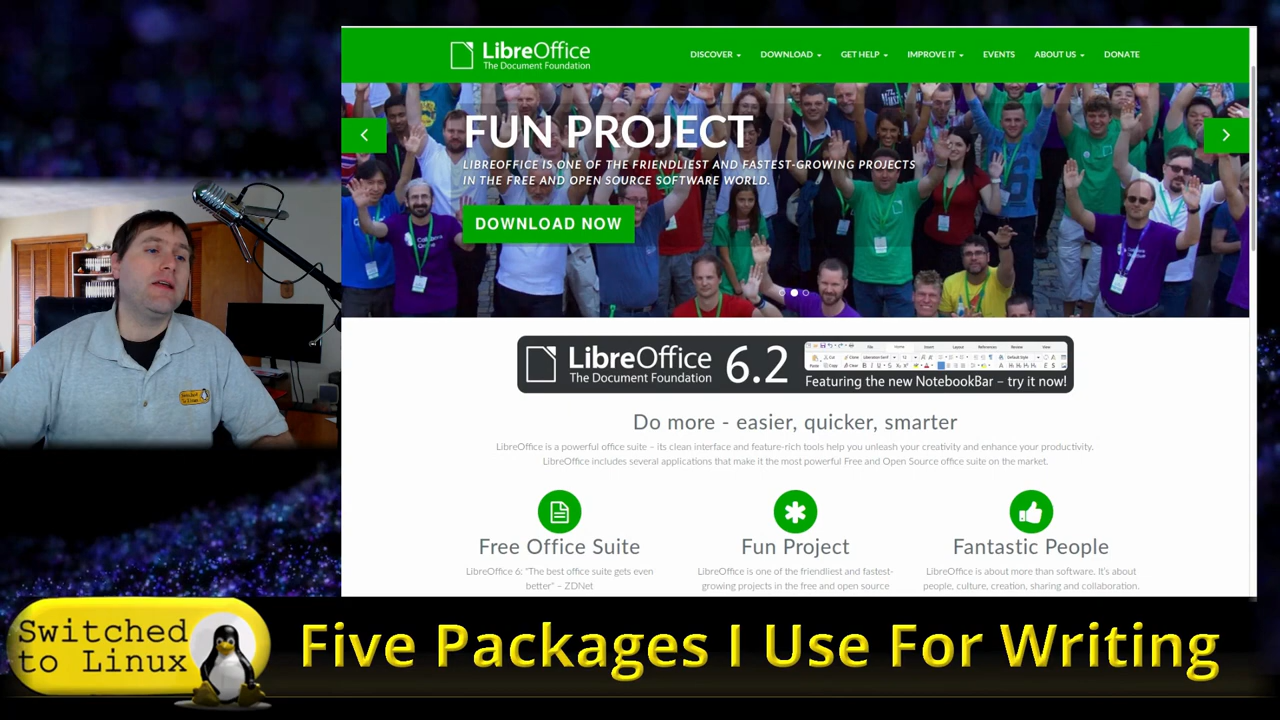 LibreOffice
The Document Foundation
DISCOVER
DOWNLOAD
GET HELP
IMPROVE IT
EVENTS
ABOUT US
DONATE
FUN PROJECT
LIBREOFFICE IS ONE OF THE FRIENDLIEST AND FASTEST-GROWING PROJECTS
IN THE FREE AND OPEN SOURCE SOFTWARE WORLD.
DOWNLOAD NOW
LibreOffice
The Document Foundation
6.2
Featuring the new NotebookBar – try it now!
Do more - easier, quicker, smarter
LibreOffice is a powerful office suite – its clean interface and feature-rich tools help you unleash your creativity and enhance your productivity.
LibreOffice includes several applications that make it the most powerful Free and Open Source office suite on the market.
Free Office Suite
LibreOffice 6: "The best office suite gets even
better" – ZDNet
Fun Project
LibreOffice is one of the friendliest and fastest-
growing projects in the free and open source
Fantastic People
LibreOffice is about more than software. It's about
people, culture, creation, sharing and collaboration.
Switched
to Linux
Five Packages I Use For Writing